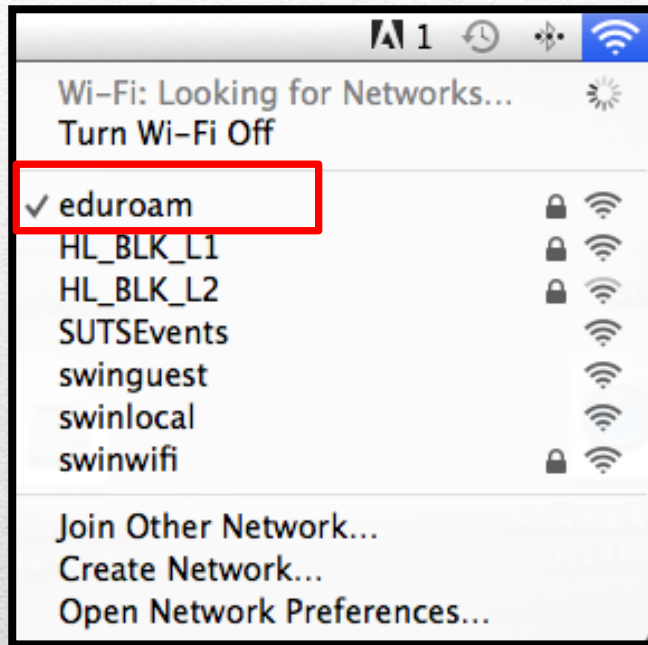 1
Wi-Fi: Looking for Networks...
Turn Wi-Fi Off
eduroam
HL_BLK_L1
HL_BLK_L2
SUTSEvents
swinguest
swinlocal
swinwifi
Join Other Network...
Create Network...
Open Network Preferences...